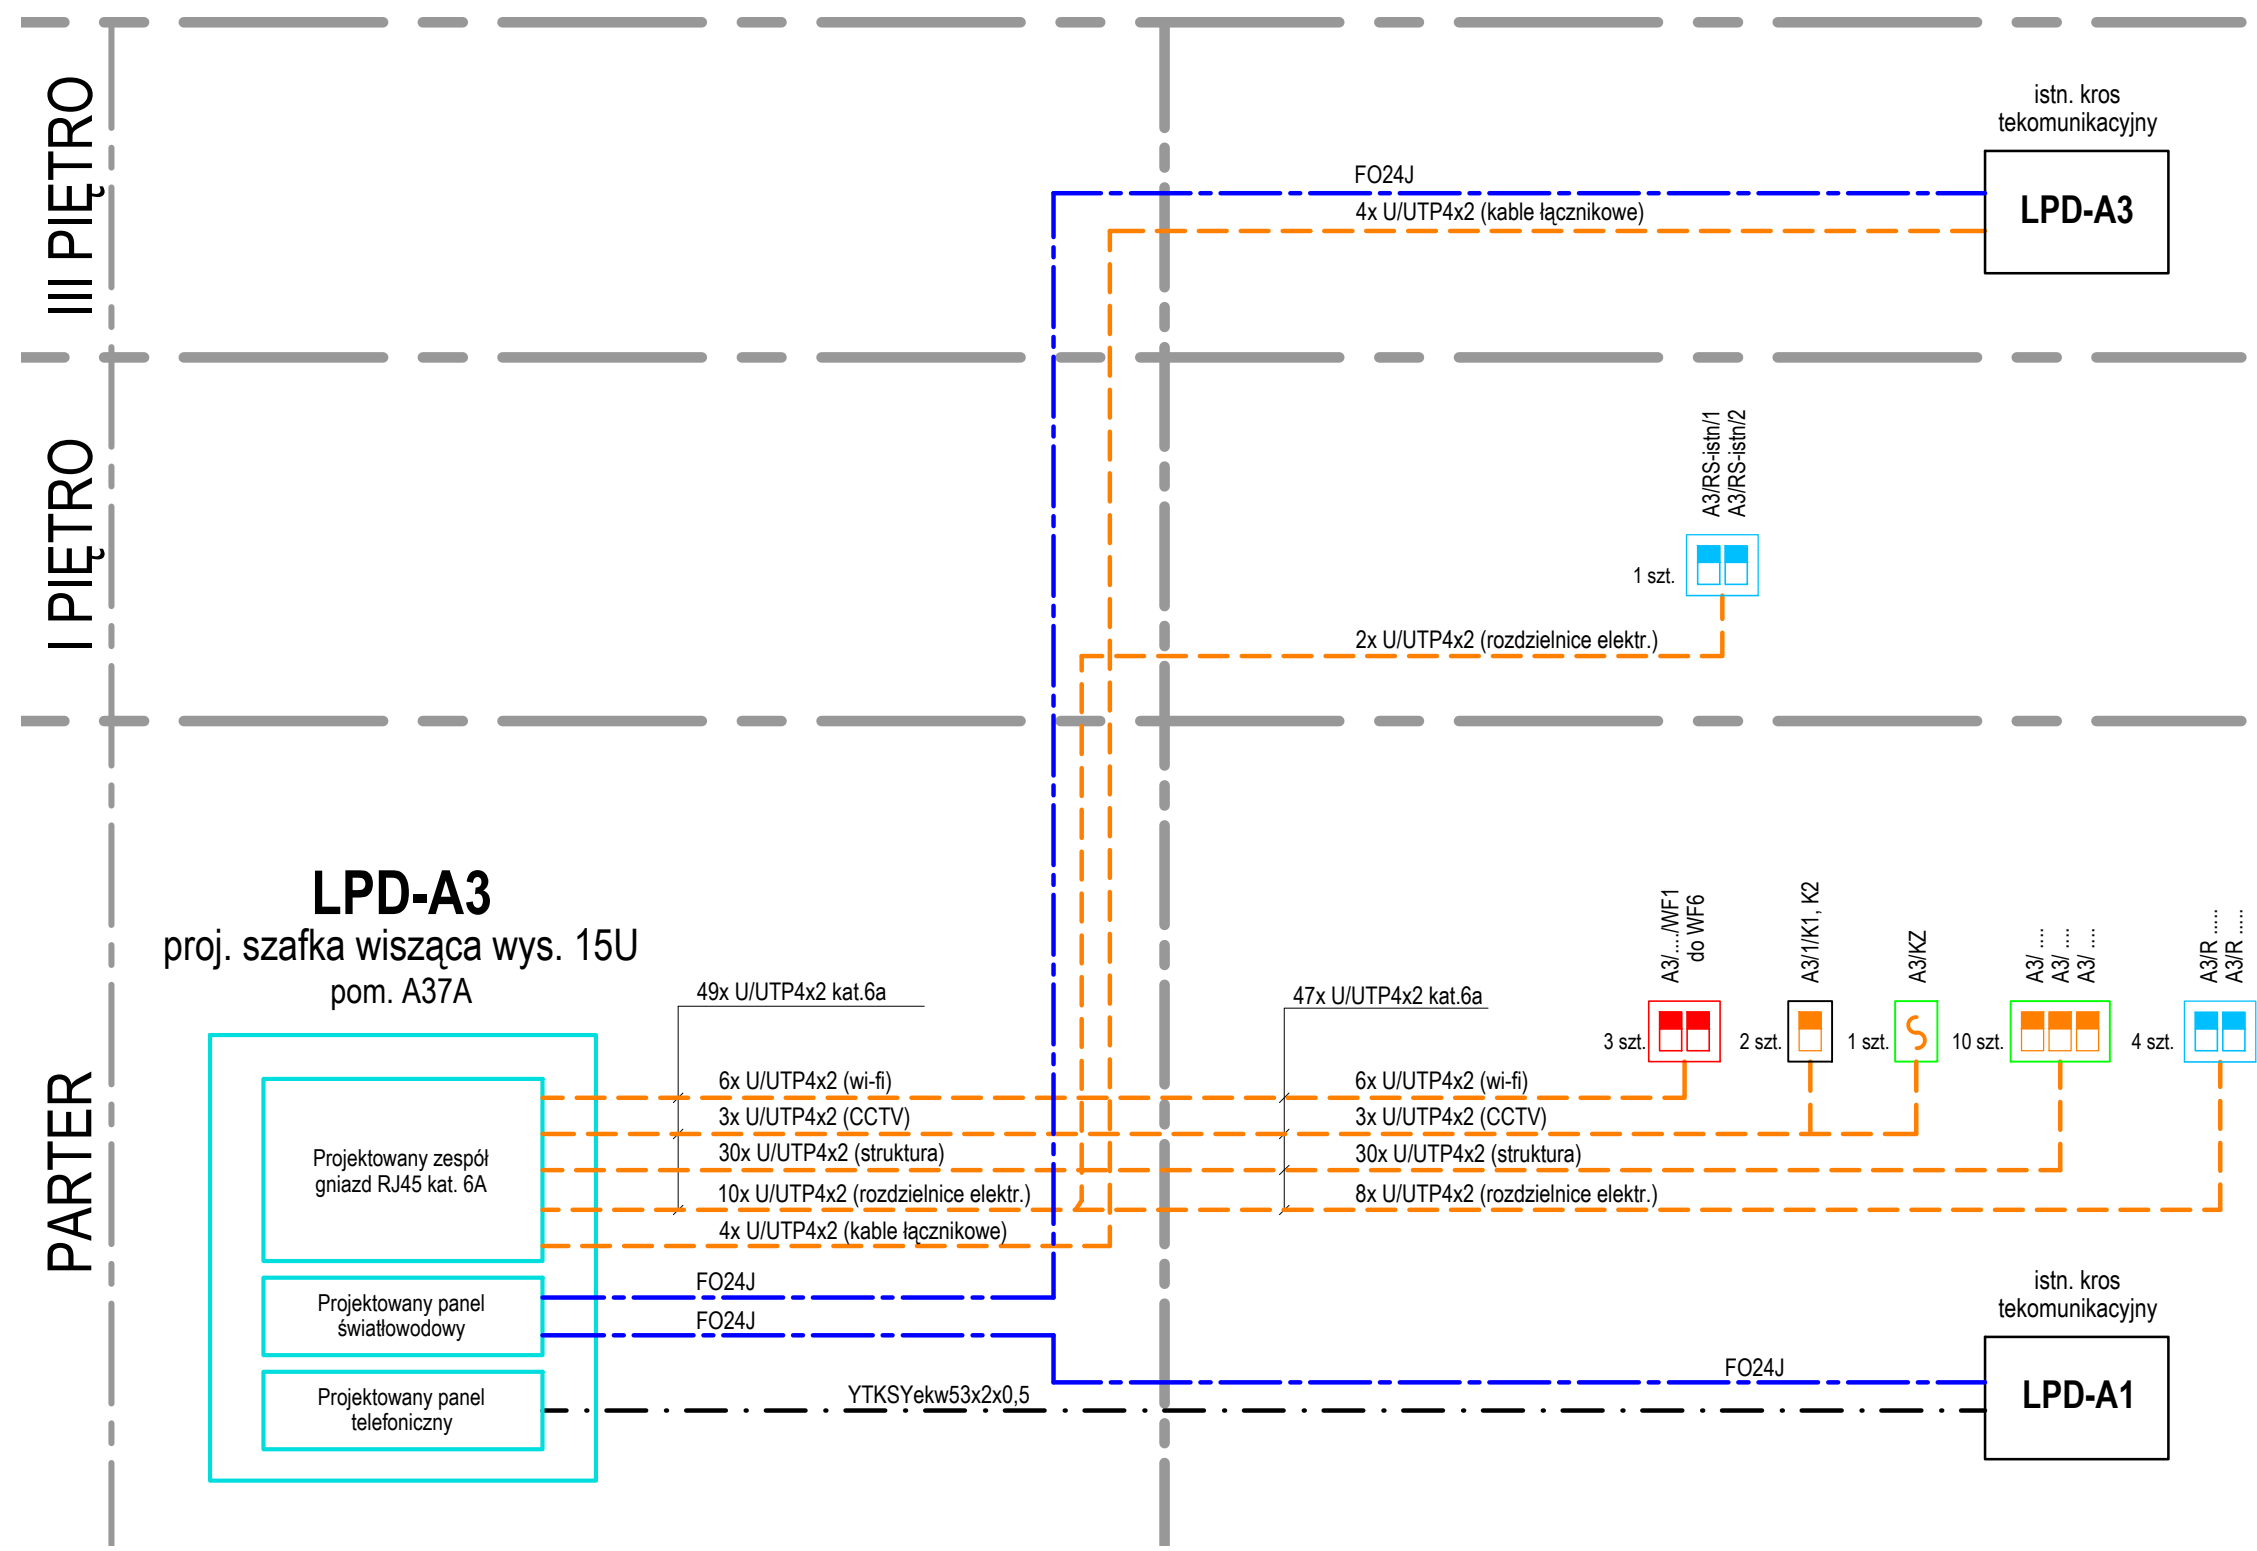 III PIĘTRO
istn. kros
tekomunikacyjny
LPD-A3
FO24J
4x U/UTP4x2 (kable łącznikowe)
I PIĘTRO
A3/RS-istn/1
A3/RS-istn/2
1 szt.
2x U/UTP4x2 (rozdzielnice elektr.)
PARTER
LPD-A3
proj. szafka wisząca wys. 15U
pom. A37A
49x U/UTP4x2 kat.6a
47x U/UTP4x2 kat.6a
A3/..../WF1
do WF6
A3/1/K1, K2
A3/KZ
A3/ .....
A3/ .....
A3/ .....
A3/R .....
A3/R .....
3 szt.
2 szt.
1 szt.
10 szt.
4 szt.
Projektowany zespół
gniazd RJ45 kat. 6A
6x U/UTP4x2 (wi-fi)
3x U/UTP4x2 (CCTV)
30x U/UTP4x2 (struktura)
10x U/UTP4x2 (rozdzielnice elektr.)
4x U/UTP4x2 (kable łącznikowe)
6x U/UTP4x2 (wi-fi)
3x U/UTP4x2 (CCTV)
30x U/UTP4x2 (struktura)
8x U/UTP4x2 (rozdzielnice elektr.)
Projektowany panel
światłowodowy
FO24J
FO24J
Projektowany panel
telefoniczny
YTKSYekw53x2x0,5
FO24J
istn. kros
tekomunikacyjny
LPD-A1